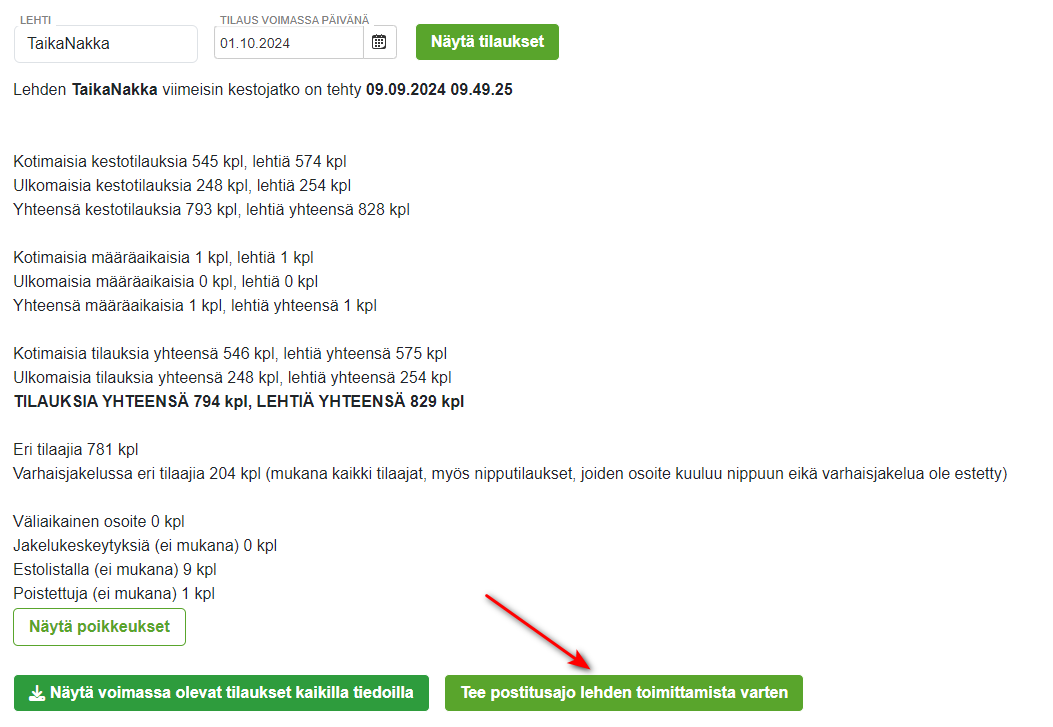 LEHTI
TILAUS VOIMASSA PÄIVÄNÄ
TaikaNakka
01.10.2024
Näytä tilaukset
Lehden TaikaNakka viimeisin kestojatko on tehty 09.09.2024 09.49.25
Kotimaisia kestotilauksia 545 kpl, lehtiä 574 kpl
Ulkomaisia kestotilauksia 248 kpl, lehtiä 254 kpl
Yhteensä kestotilauksia 793 kpl, lehtiä yhteensä 828 kpl
Kotimaisia määräaikaisia 1 kpl, lehtiä 1 kpl
Ulkomaisia määräaikaisia 0 kpl, lehtiä 0 kpl
Yhteensä määräaikaisia 1 kpl, lehtiä yhteensä 1 kpl
Kotimaisia tilauksia yhteensä 546 kpl, lehtiä yhteensä 575 kpl
Ulkomaisia tilauksia yhteensä 248 kpl, lehtiä yhteensä 254 kpl
TILAUKSIA YHTEENSÄ 794 kpl, LEHTIÄ YHTEENSÄ 829 kpl
Eri tilaajia 781 kpl
Varhaisjakelussa eri tilaajia 204 kpl (mukana kaikki tilaajat, myös nipputilaukset, joiden osoite kuuluu nippuun eikä varhaisjakelua ole estetty)
Väliaikainen osoite 0 kpl
Jakelukeskeytyksiä (ei mukana) 0 kpl
Estolistalla (ei mukana) 9 kpl
Poistettuja (ei mukana) 1 kpl
Näytä poikkeukset
Näytä voimassa olevat tilaukset kaikilla tiedoilla
Tee postitusajo lehden toimittamista varten